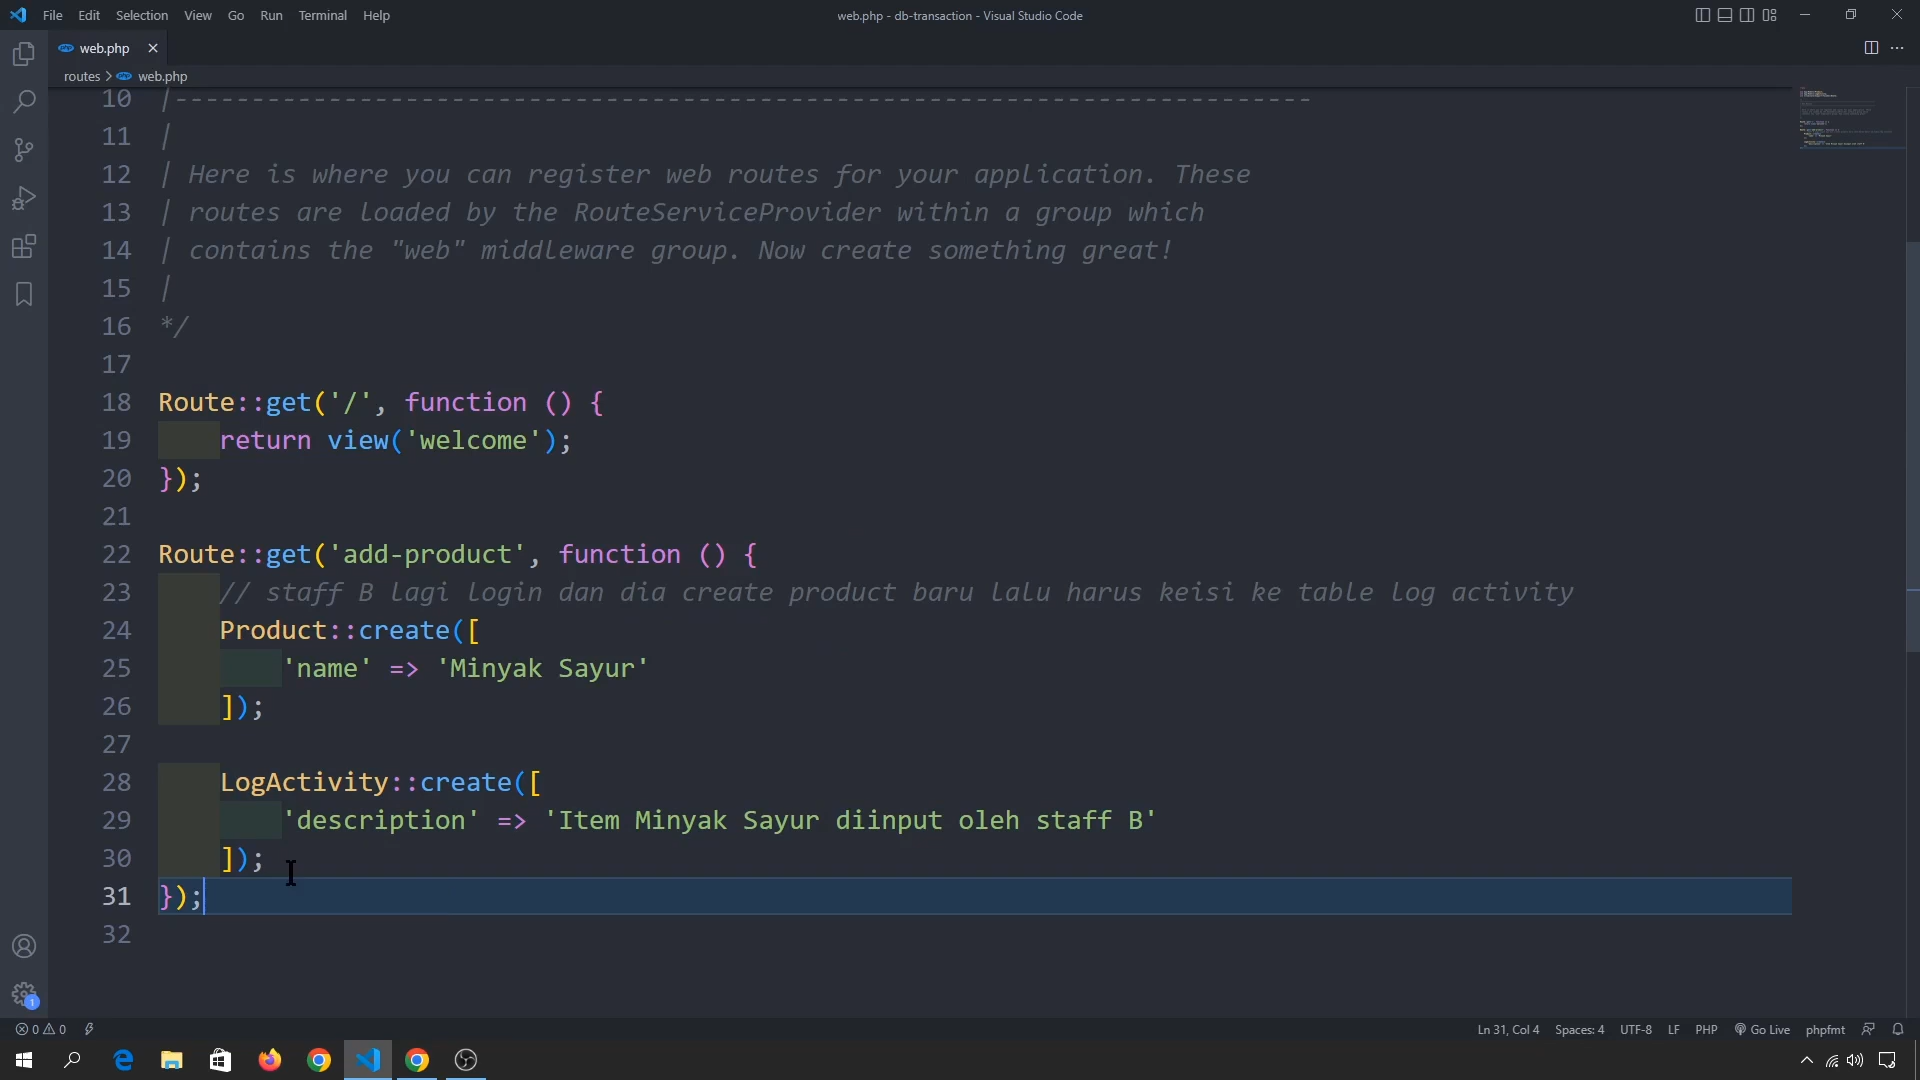 File Edit Selection View Go Run Terminal Help
web.php - db-transaction - Visual Studio Code
web.php
routes > web.php
10 |--------------------------------------------------------------------------
11 |
12 | Here is where you can register web routes for your application. These
13 | routes are loaded by the RouteServiceProvider within a group which
14 | contains the "web" middleware group. Now create something great!
15 |
16 */
17
18 Route::get('/', function () {
19     return view('welcome');
20 });
21
22 Route::get('add-product', function () {
23     // staff B lagi login dan dia create product baru lalu harus keisi ke table log activity
24     Product::create([
25         'name' => 'Minyak Sayur'
26     ]);
27
28     LogActivity::create([
29         'description' => 'Item Minyak Sayur diinput oleh staff B'
30     ]);
31 });
32
1
0 0 Ln 31, Col 4 Spaces: 4 UTF-8 LF PHP Go Live phpfmt